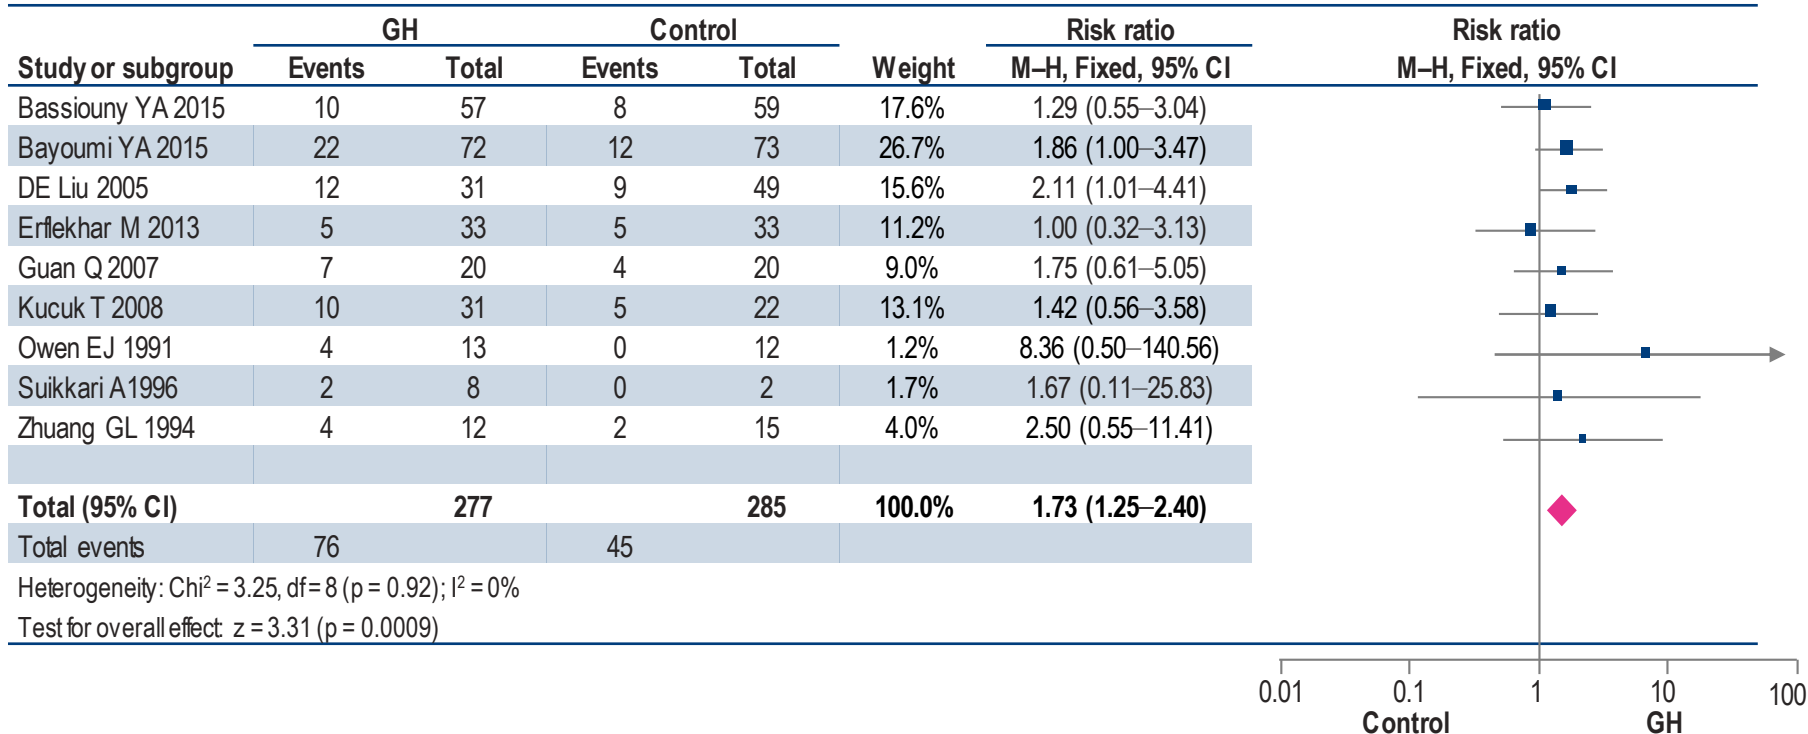 GH Control Risk ratio Risk ratio
Study or subgroup Events Total Events Total Weight M–H, Fixed, 95% CI M–H, Fixed, 95% CI
Bassiouny YA 2015 10 57 8 59 17.6% 1.29 (0.55–3.04)
Bayoumi YA 2015 22 72 12 73 26.7% 1.86 (1.00–3.47)
DE Liu 2005 12 31 9 49 15.6% 2.11 (1.01–4.41)
Erflekhar M 2013 5 33 5 33 11.2% 1.00 (0.32–3.13)
Guan Q 2007 7 20 4 20 9.0% 1.75 (0.61–5.05)
Kucuk T 2008 10 31 5 22 13.1% 1.42 (0.56–3.58)
Owen EJ 1991 4 13 0 12 1.2% 8.36 (0.50–140.56)
Suikkari A1996 2 8 0 2 1.7% 1.67 (0.11–25.83)
Zhuang GL 1994 4 12 2 15 4.0% 2.50 (0.55–11.41)
Total (95% CI) 277 285 100.0% 1.73 (1.25–2.40)
Total events 76 45
Heterogeneity: Chi² = 3.25, df = 8 (p = 0.92); I² = 0%
Test for overall effect: z = 3.31 (p = 0.0009)
0.01 0.1 1 10 100
Control GH